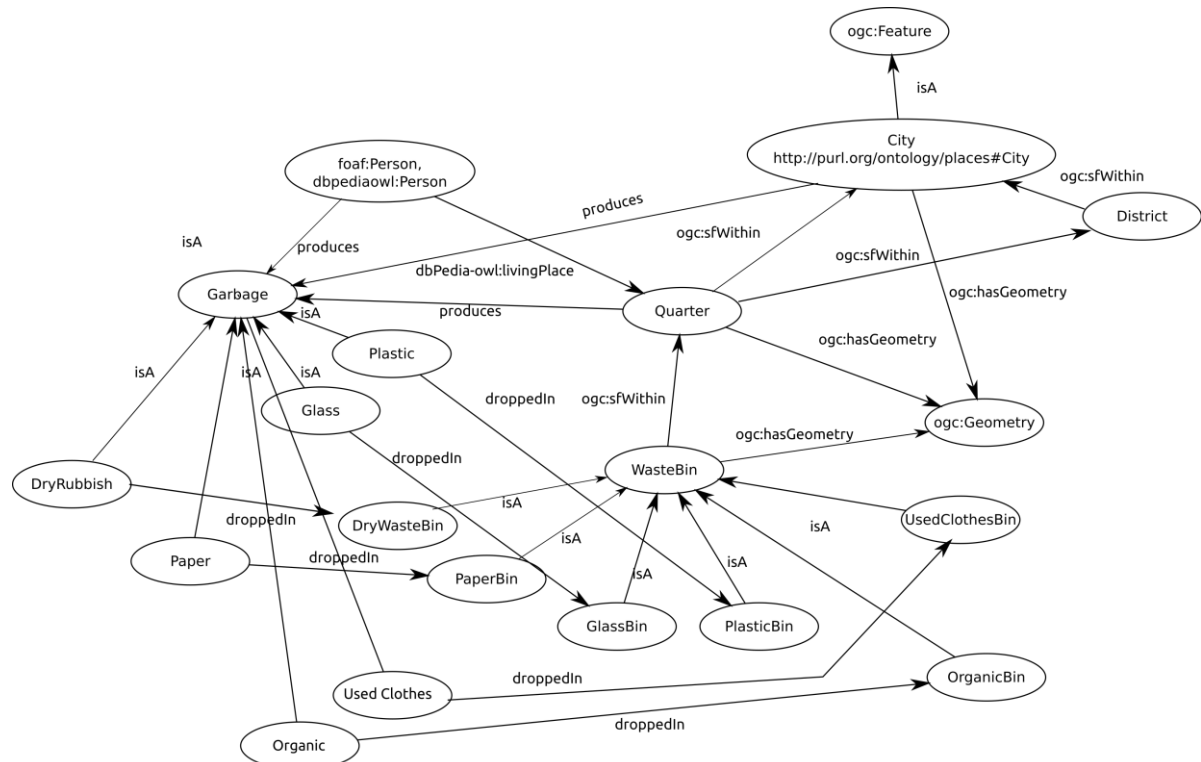 ogc:Feature
isA
City
http://purl.org/ontology/places#City
foaf:Person,
dbpediaowl:Person
ogc:sfWithin
produces
District
isA
produces
ogc:sfWithin
ogc:sfWithin
dbPedia-owl:livingPlace
Garbage
ogc:hasGeometry
isA
produces
Quarter
ogc:hasGeometry
Plastic
isA
isA
isA
droppedIn
ogc:sfWithin
Glass
ogc:Geometry
ogc:hasGeometry
droppedIn
WasteBin
DryRubbish
isA
droppedIn
DryWasteBin
isA
UsedClothesBin
isA
Paper
droppedIn
PaperBin
isA
isA
GlassBin
PlasticBin
droppedIn
OrganicBin
Used Clothes
droppedIn
Organic